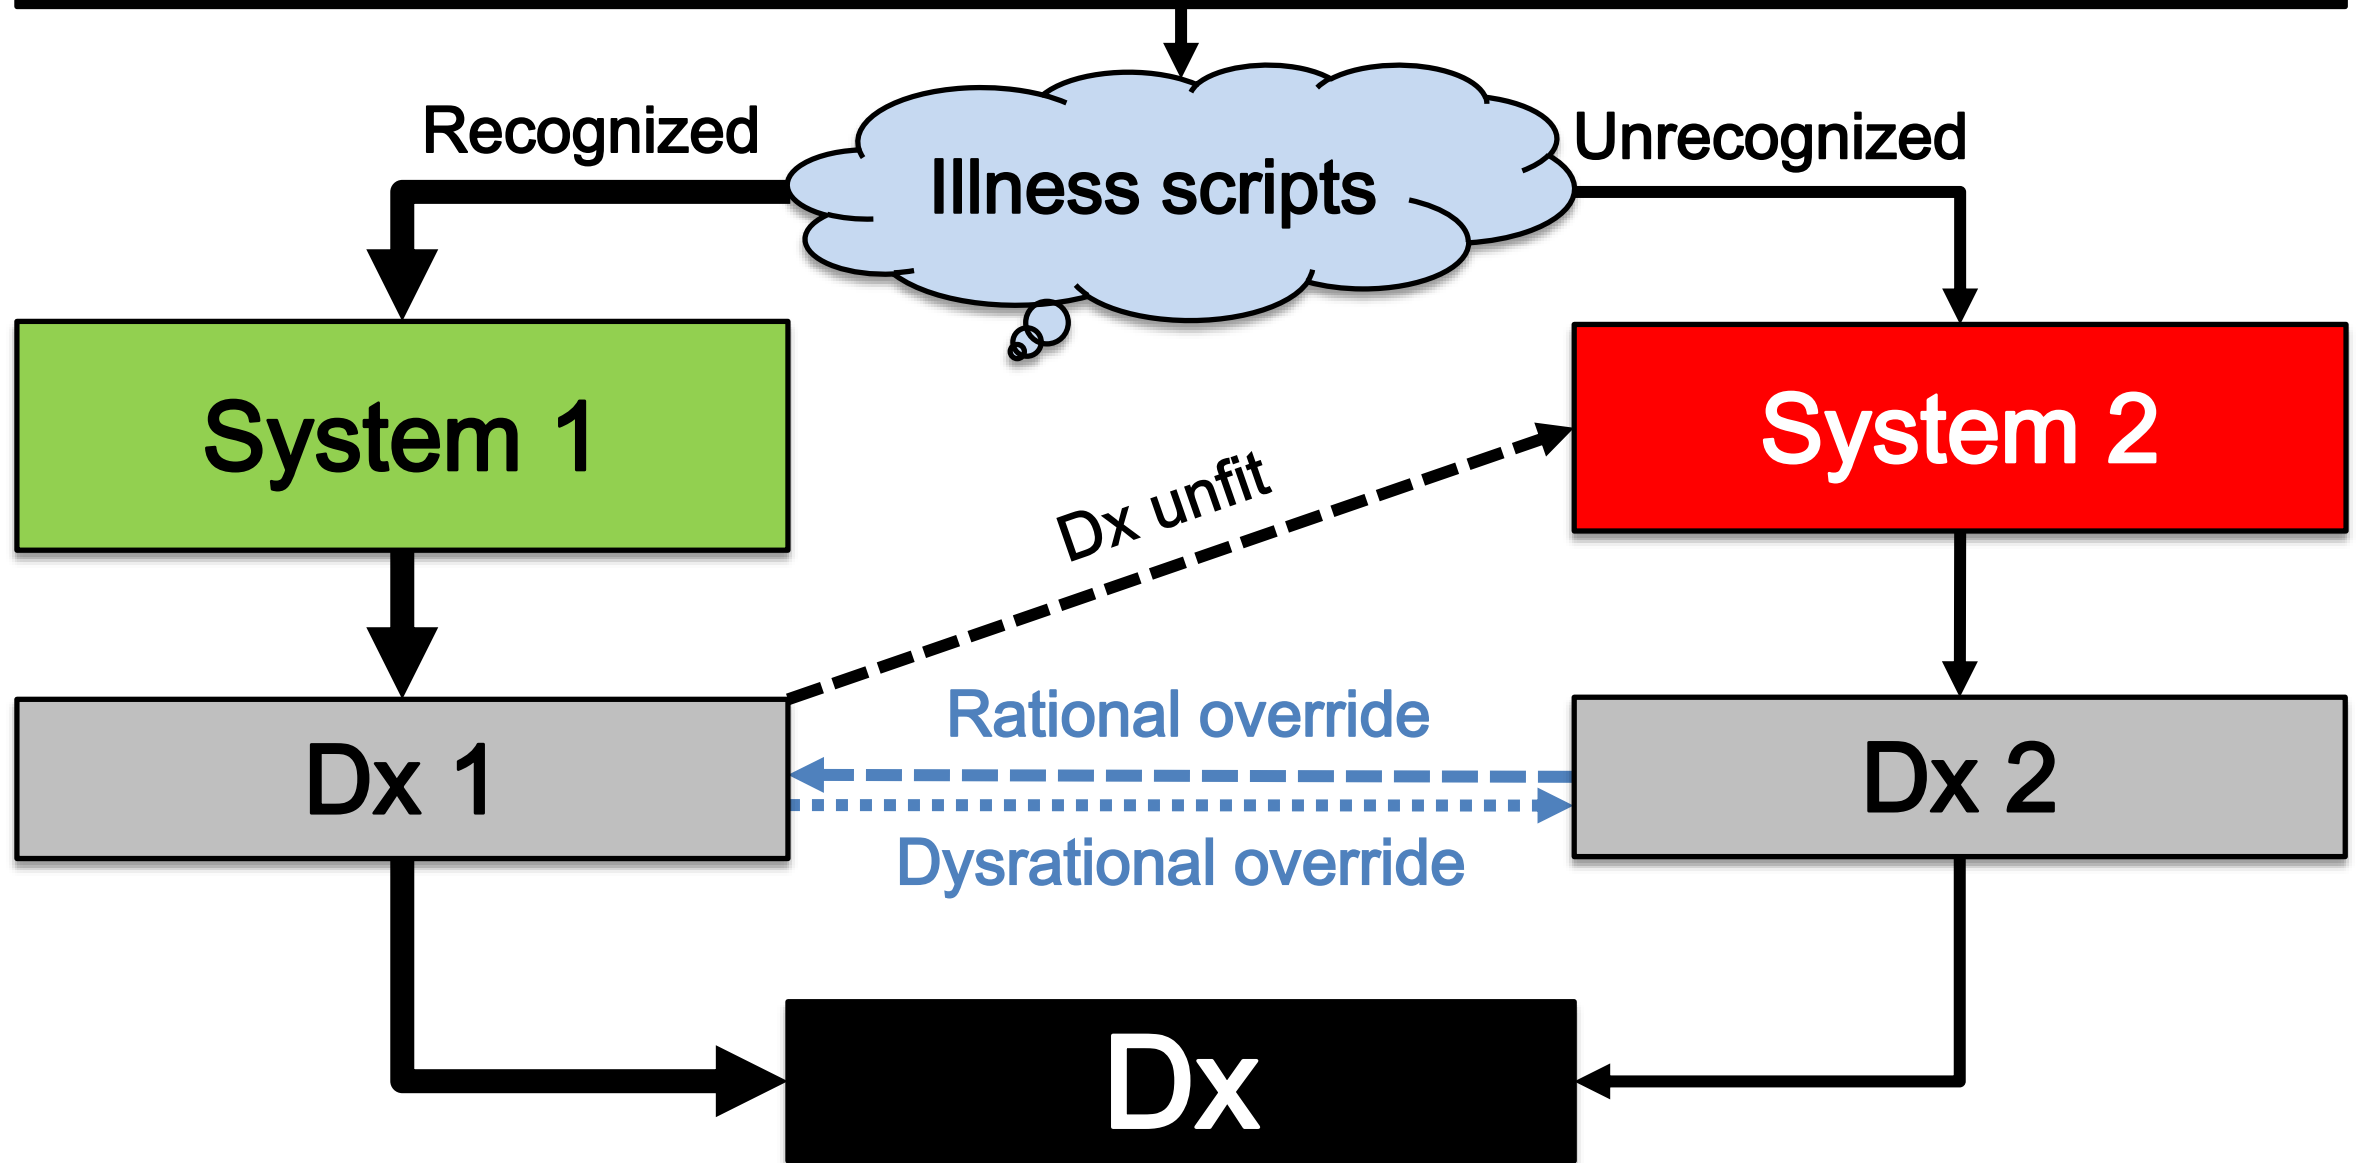 Recognized
Unrecognized
Illness scripts
System 1
System 2
Dx unfit
Rational override
Dx 1
Dx 2
Dysrational override
Dx